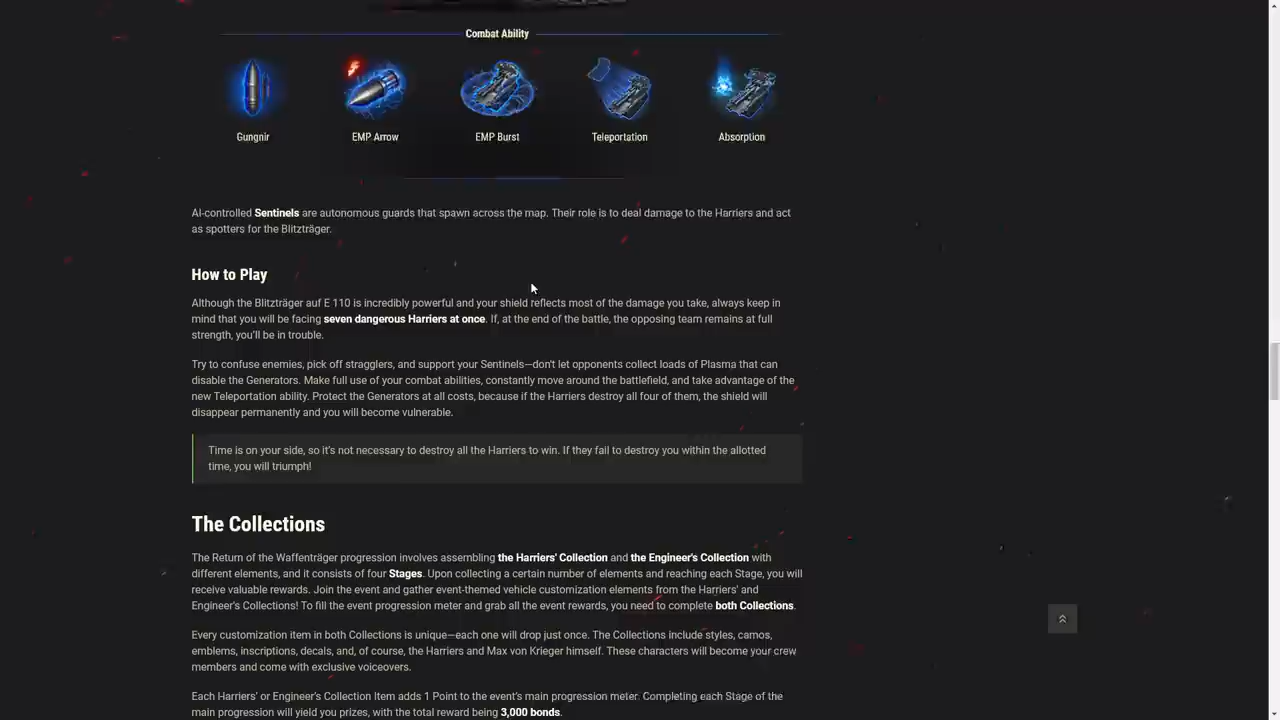 Combat Ability
Gungnir EMP Arrow EMP Burst Teleportation Absorption
AI-controlled Sentinels are autonomous guards that spawn across the map. Their role is to deal damage to the Harriers and act
as spotters for the Blitzträger.
How to Play
Although the Blitzträger auf E 110 is incredibly powerful and your shield reflects most of the damage you take, always keep in
mind that you will be facing seven dangerous Harriers at once. If, at the end of the battle, the opposing team remains at full
strength, you'll be in trouble.
Try to confuse enemies, pick off stragglers, and support your Sentinels—don't let opponents collect loads of Plasma that can
disable the Generators. Make full use of your combat abilities, constantly move around the battlefield, and take advantage of the
new Teleportation ability. Protect the Generators at all costs, because if the Harriers destroy all four of them, the shield will
disappear permanently and you will become vulnerable.
Time is on your side, so it's not necessary to destroy all the Harriers to win. If they fail to destroy you within the allotted
time, you will triumph!
The Collections
The Return of the Waffenträger progression involves assembling the Harriers' Collection and the Engineer's Collection with
different elements, and it consists of four Stages. Upon collecting a certain number of elements and reaching each Stage, you will
receive valuable rewards. Join the event and gather event-themed vehicle customization elements from the Harriers' and
Engineer's Collections! To fill the event progression meter and grab all the event rewards, you need to complete both Collections.
Every customization item in both Collections is unique—each one will drop just once. The Collections include styles, camos,
emblems, inscriptions, decals, and, of course, the Harriers and Max von Krieger himself. These characters will become your crew
members and come with exclusive voiceovers.
Each Harriers' or Engineer's Collection Item adds 1 Point to the event's main progression meter. Completing each Stage of the
main progression will yield you prizes, with the total reward being 3,000 bonds.